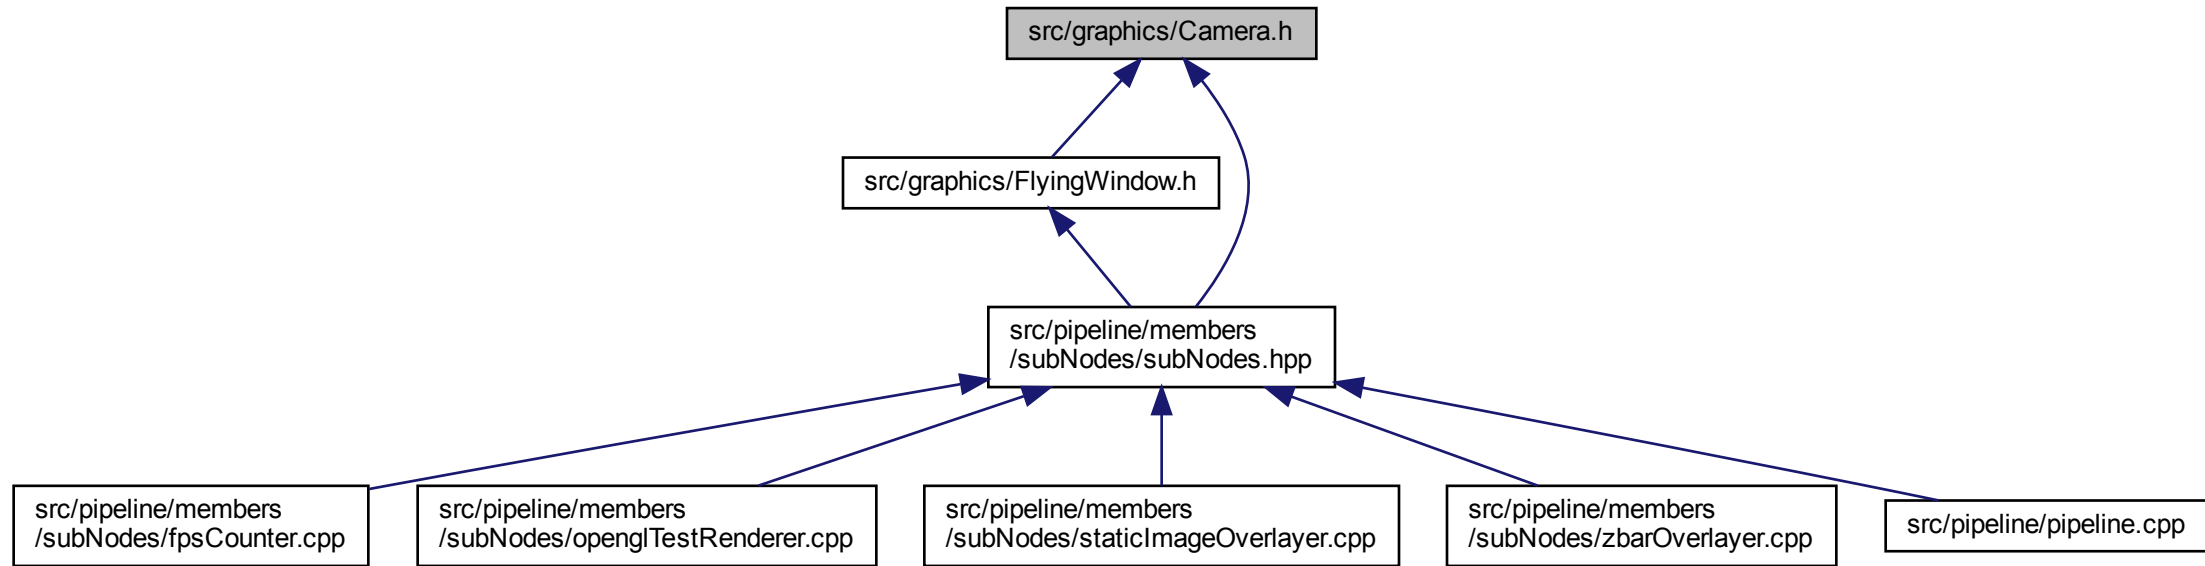 src/graphics/Camera.h
src/graphics/FlyingWindow.h
src/pipeline/members
/subNodes/subNodes.hpp
src/pipeline/members
/subNodes/fpsCounter.cpp
src/pipeline/members
/subNodes/openglTestRenderer.cpp
src/pipeline/members
/subNodes/staticImageOverlayer.cpp
src/pipeline/members
/subNodes/zbarOverlayer.cpp
src/pipeline/pipeline.cpp